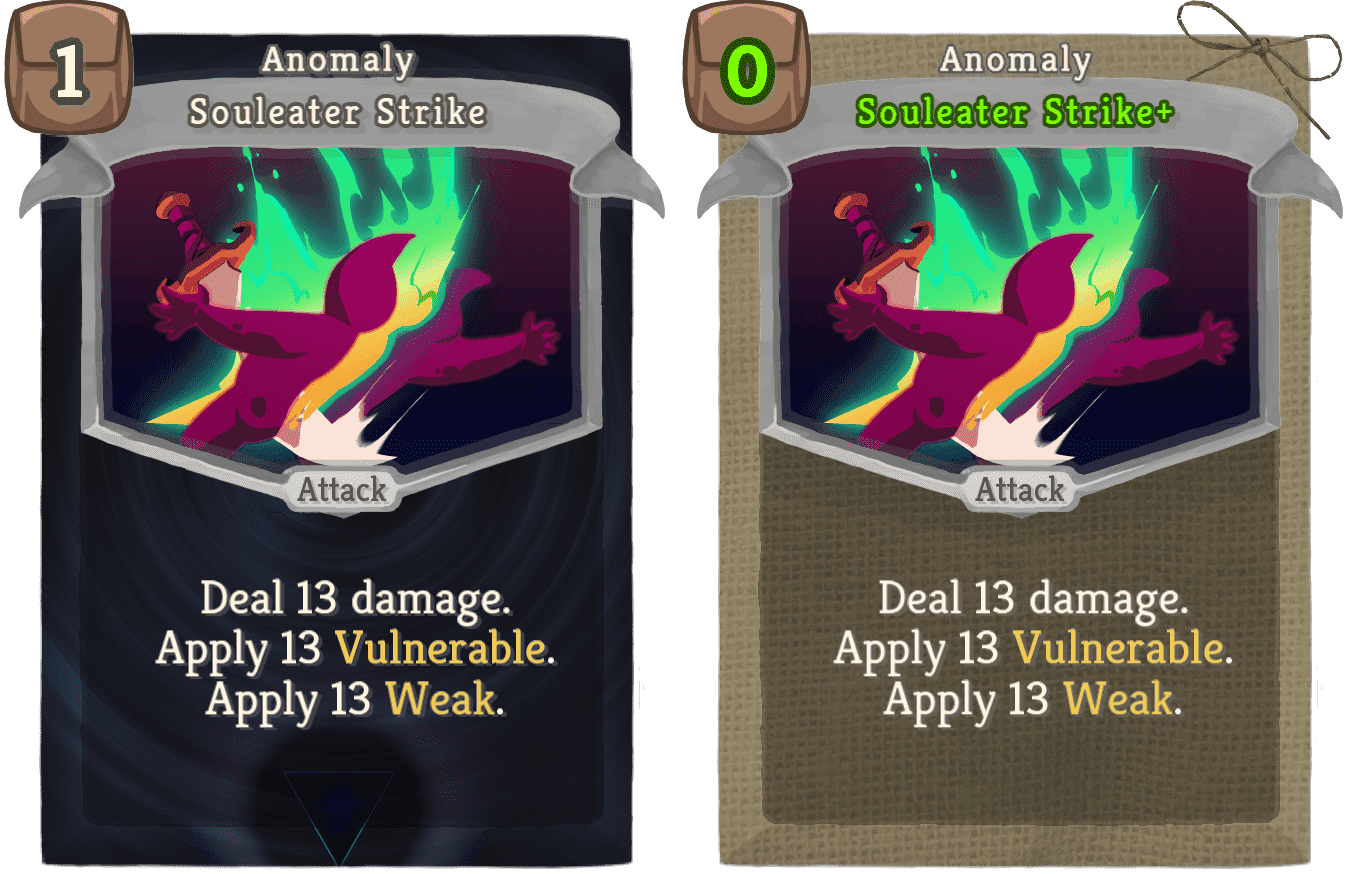 1
Anomaly
Souleater Strike
Attack
Deal 13 damage.
Apply 13 Vulnerable.
Apply 13 Weak.
0
Anomaly
Souleater Strike+
Attack
Deal 13 damage.
Apply 13 Vulnerable.
Apply 13 Weak.